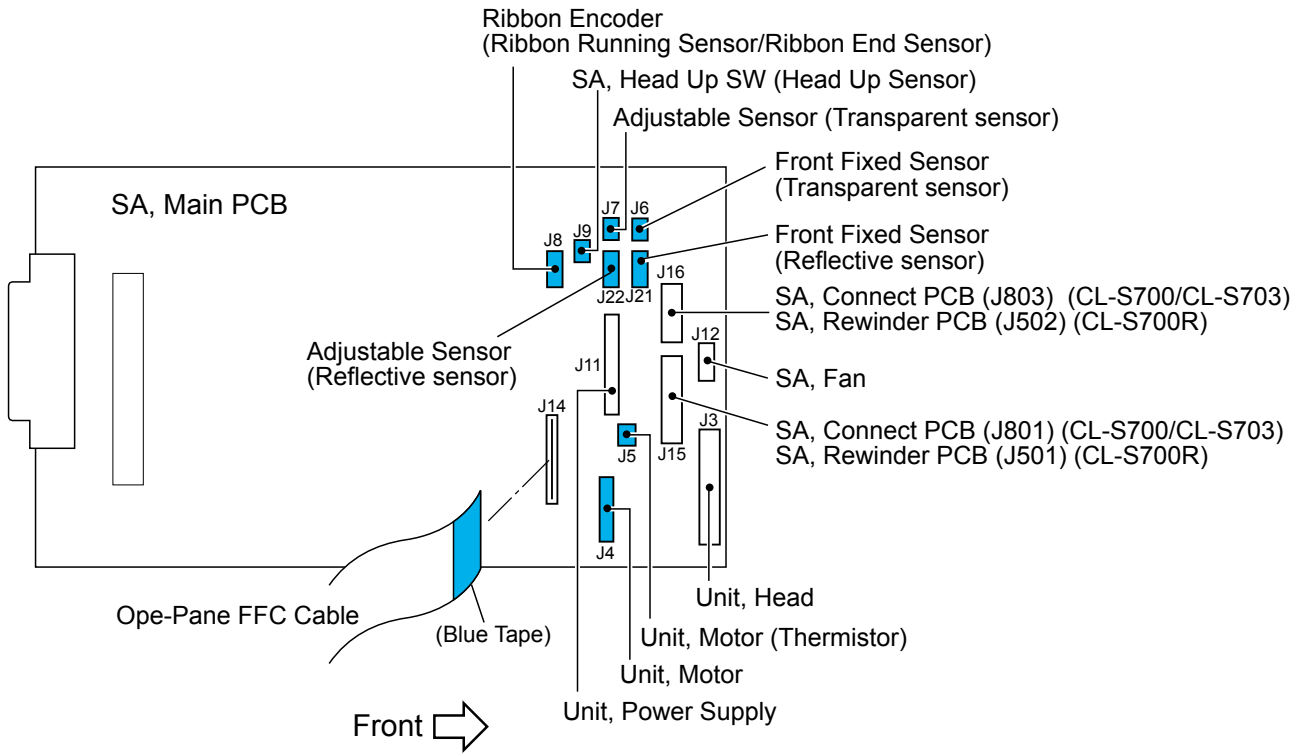 Ribbon Encoder
(Ribbon Running Sensor/Ribbon End Sensor)
SA, Head Up SW (Head Up Sensor)
Adjustable Sensor (Transparent sensor)
Front Fixed Sensor
(Transparent sensor)
SA, Main PCB
J7
J6
J9
J8
Front Fixed Sensor
(Reflective sensor)
J16
J22
J21
SA, Connect PCB (J803) (CL-S700/CL-S703)
SA, Rewinder PCB (J502) (CL-S700R)
J12
Adjustable Sensor
(Reflective sensor)
J11
SA, Fan
J14
J3
SA, Connect PCB (J801) (CL-S700/CL-S703)
SA, Rewinder PCB (J501) (CL-S700R)
J5
J15
J4
Unit, Head
Ope-Pane FFC Cable
(Blue Tape)
Unit, Motor (Thermistor)
Unit, Motor
Unit, Power Supply
Front